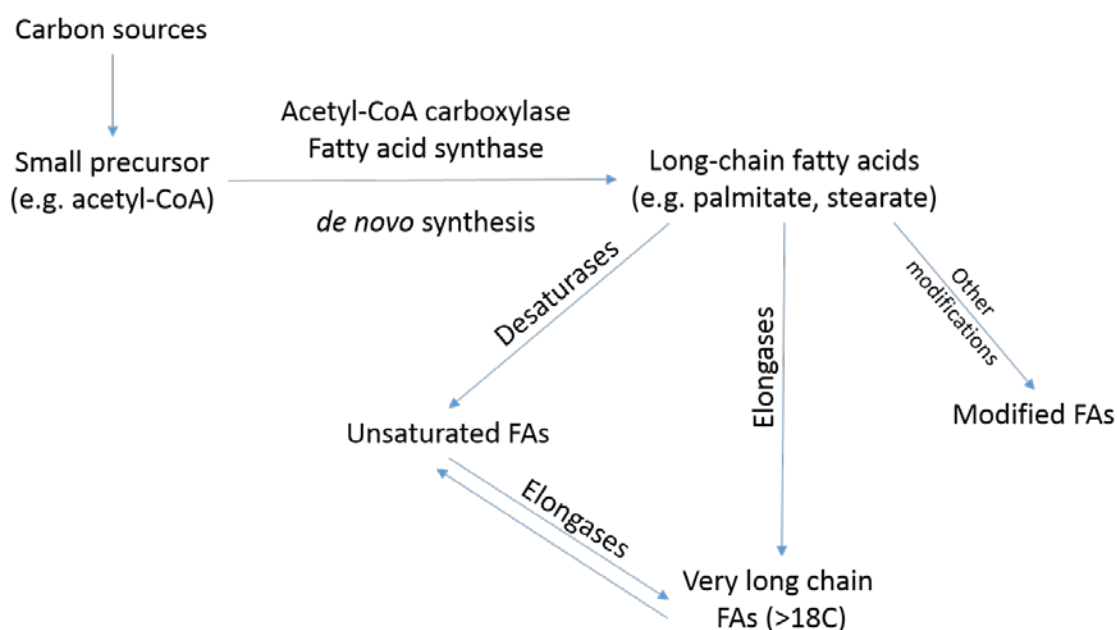 Carbon sources
Acetyl-CoA carboxylase
Fatty acid synthase
Small precursor
(e.g. acetyl-CoA)
de novo synthesis
Long-chain fatty acids
(e.g. palmitate, stearate)
Desaturases
Elongases
Other
modifications
Unsaturated FAs
Modified FAs
Elongases
Very long chain
FAs (>18C)